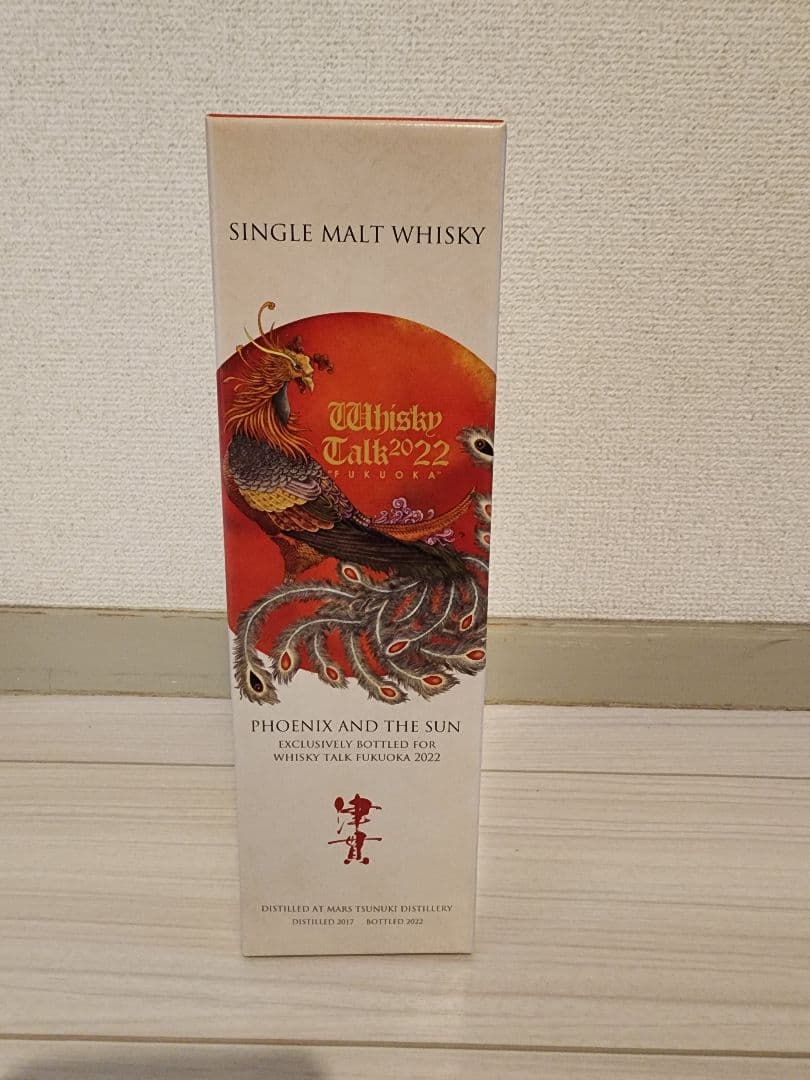 SINGLE MALT WHISKY
Whisky
Talk 2022
"FUKUOKA"
PHOENIX AND THE SUN
EXCLUSIVELY BOTTLED FOR
WHISKY TALK FUKUOKA 2022
津
貫
DISTILLED AT MARS TSUNUKI DISTILLERY
DISTILLED 2017 BOTTLED 2022